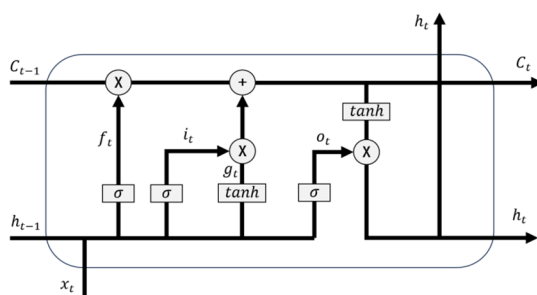 h_t
C_{t-1}
X
+
C_t
tanh
f_t
i_t
o_t
X
X
g_t
σ
σ
tanh
σ
h_{t-1}
h_t
x_t